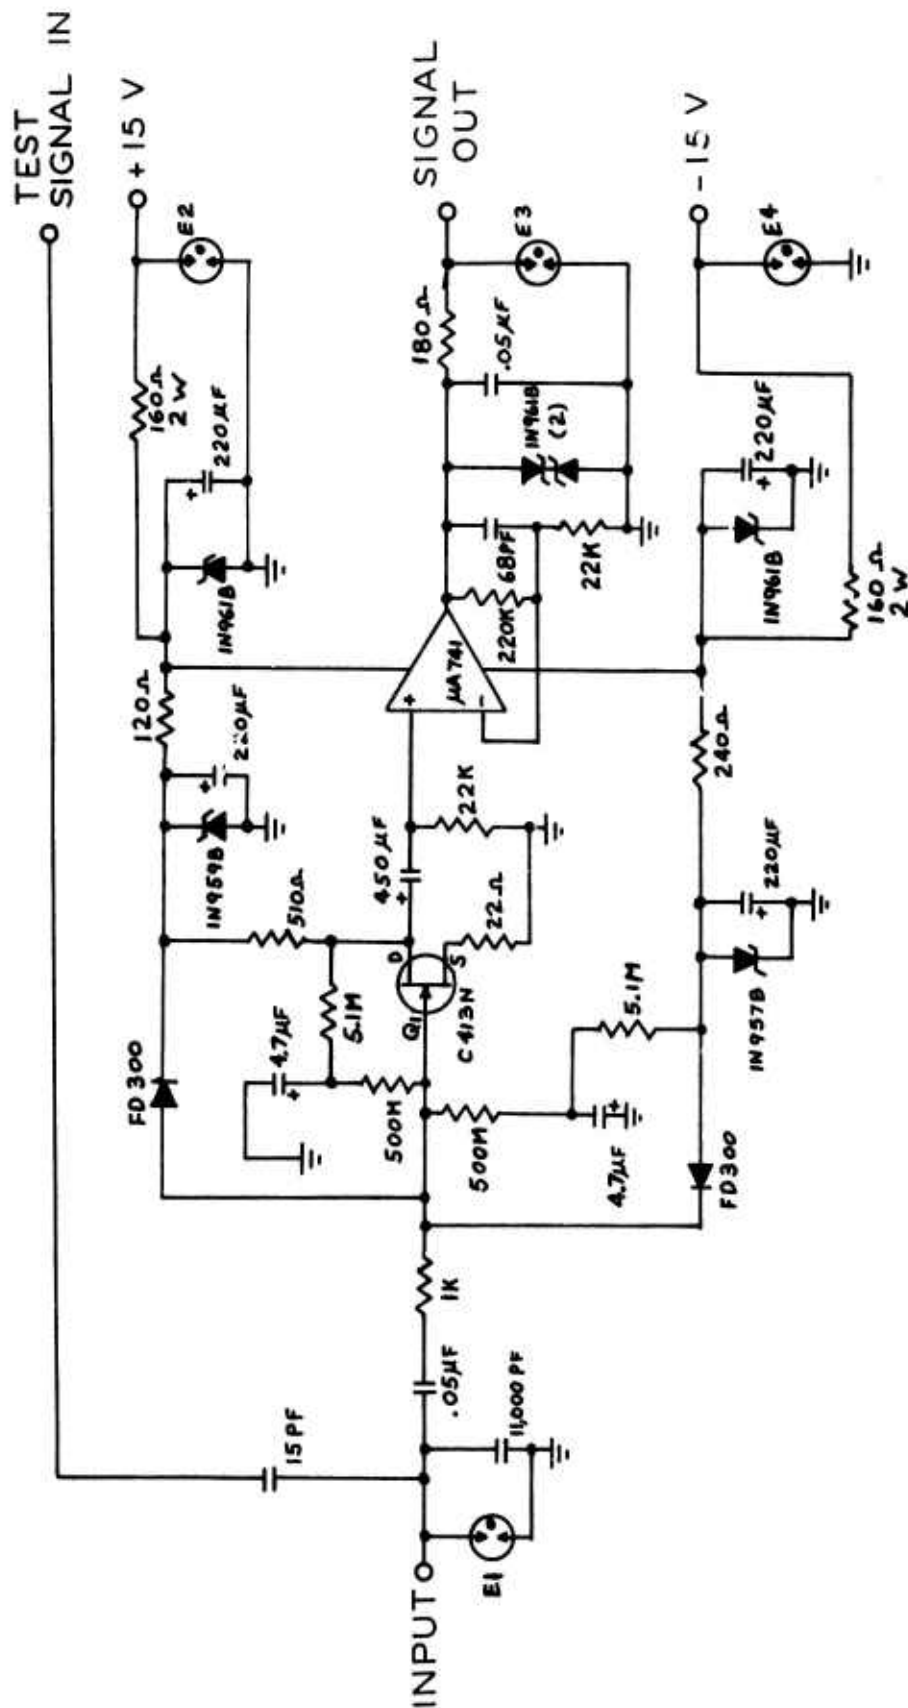 TEST
SIGNAL IN
+15 V
E2
160Ω
2 W
220µF
1N961B
120Ω
220µF
1N959B
510Ω
FD300
5.1M
4.7µF
500M
15PF
INPUT
E1
11,000PF
.05µF
1K
Q1
D
S
C413N
450µF
22K
22Ω
+
-
µA741
220K
68PF
22K
1N961B
(2)
.05µF
180Ω
E3
SIGNAL
OUT
500M
4.7µF
5.1M
FD300
1N957B
220µF
240Ω
1N961B
220µF
160Ω
2 W
E4
-15 V